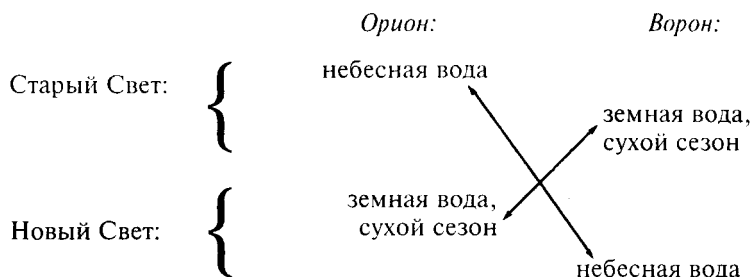 Орион: Ворон:
Старый Свет: небесная вода
земная вода,
сухой сезон
Новый Свет: земная вода,
сухой сезон
небесная вода